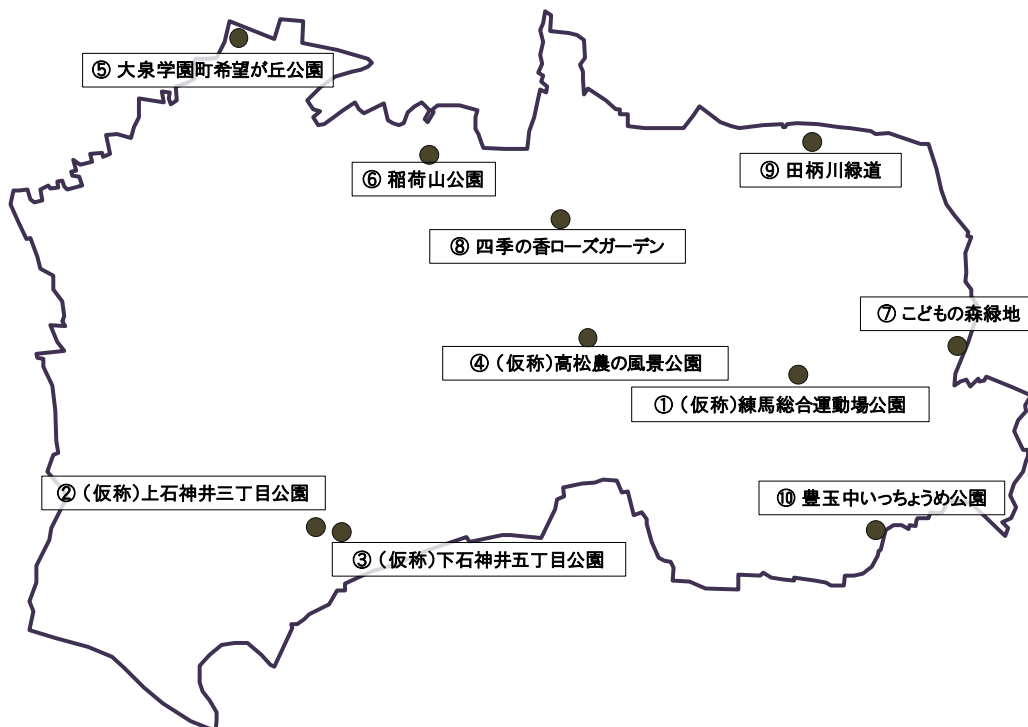 ⑤ 大泉学園町希望が丘公園
⑥ 稲荷山公園
⑨ 田柄川緑道
⑧ 四季の香ローズガーデン
⑦ こどもの森緑地
④ (仮称)高松農の風景公園
① (仮称)練馬総合運動場公園
② (仮称)上石神井三丁目公園
⑩ 豊玉中いっちょうめ公園
③ (仮称)下石神井五丁目公園